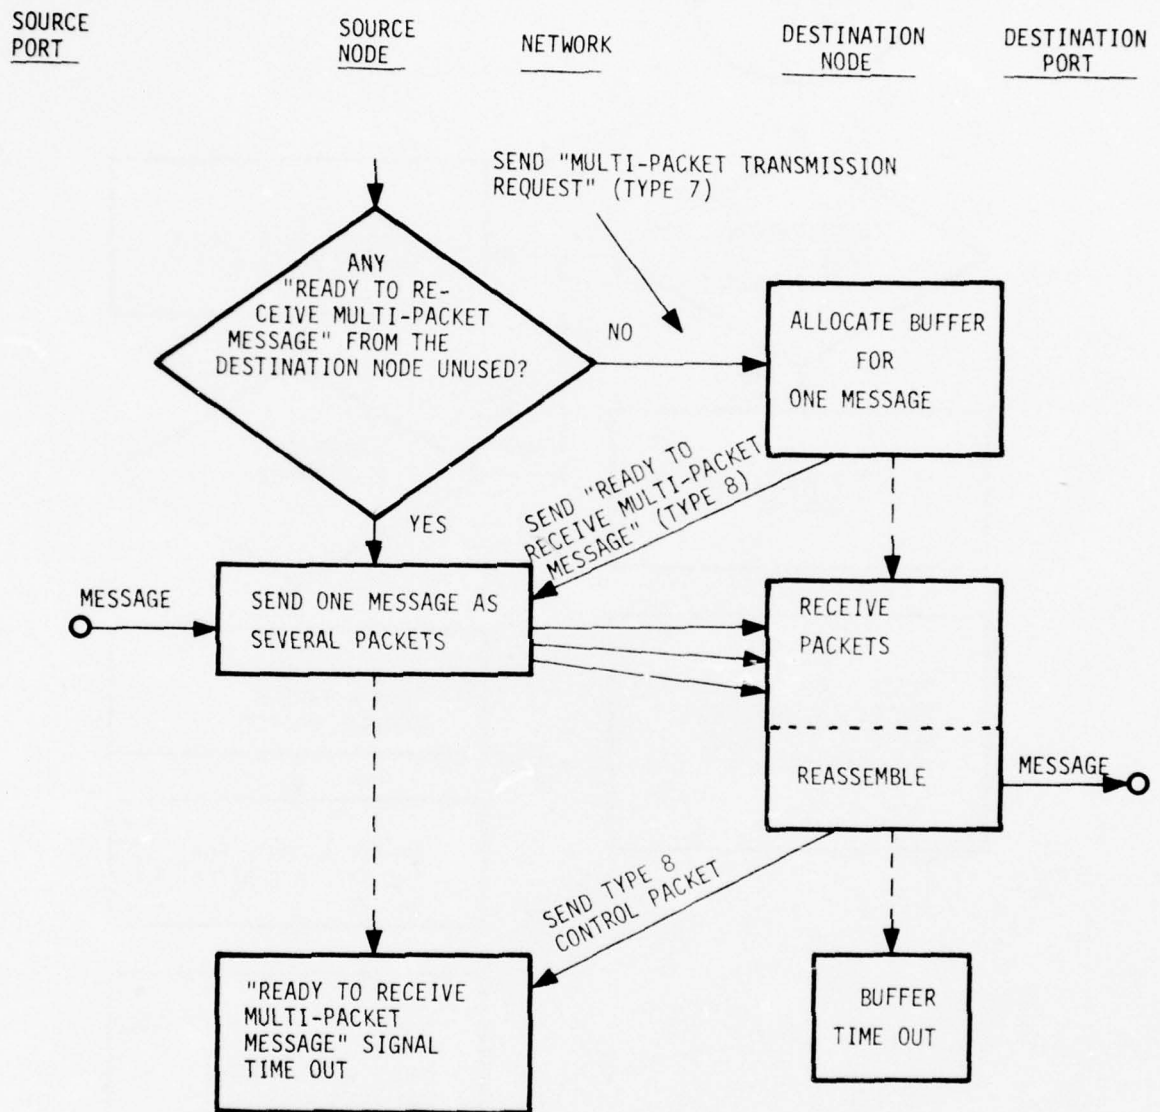 SOURCE
PORT
SOURCE
NODE
NETWORK
DESTINATION
NODE
DESTINATION
PORT
SEND "MULTI-PACKET TRANSMISSION
REQUEST" (TYPE 7)
ANY
"READY TO RE-
CEIVE MULTI-PACKET
MESSAGE" FROM THE
DESTINATION NODE UNUSED?
NO
ALLOCATE BUFFER
FOR
ONE MESSAGE
SEND "READY TO
RECEIVE MULTI-PACKET
MESSAGE" (TYPE 8)
YES
MESSAGE
SEND ONE MESSAGE AS
SEVERAL PACKETS
RECEIVE
PACKETS
REASSEMBLE
MESSAGE
SEND TYPE 8
CONTROL PACKET
"READY TO RECEIVE
MULTI-PACKET
MESSAGE" SIGNAL
TIME OUT
BUFFER
TIME OUT